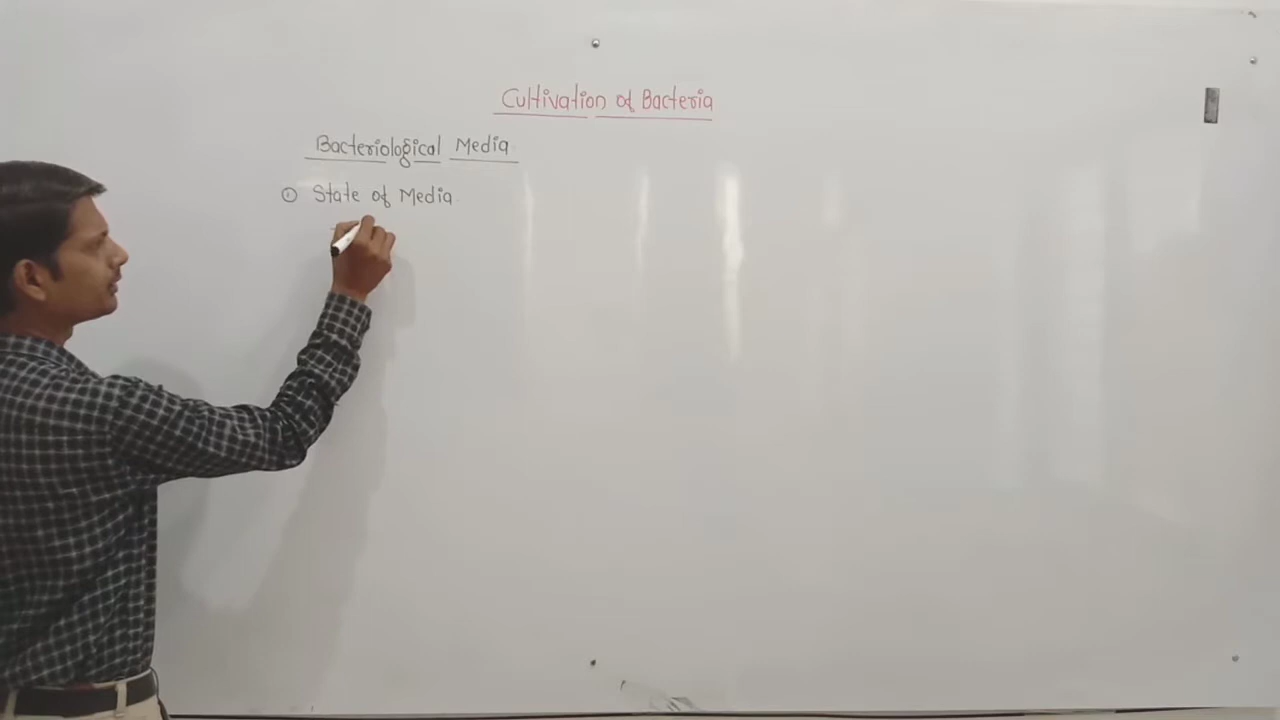 Cultivation of Bacteria
Bacteriological Media
① State of Media